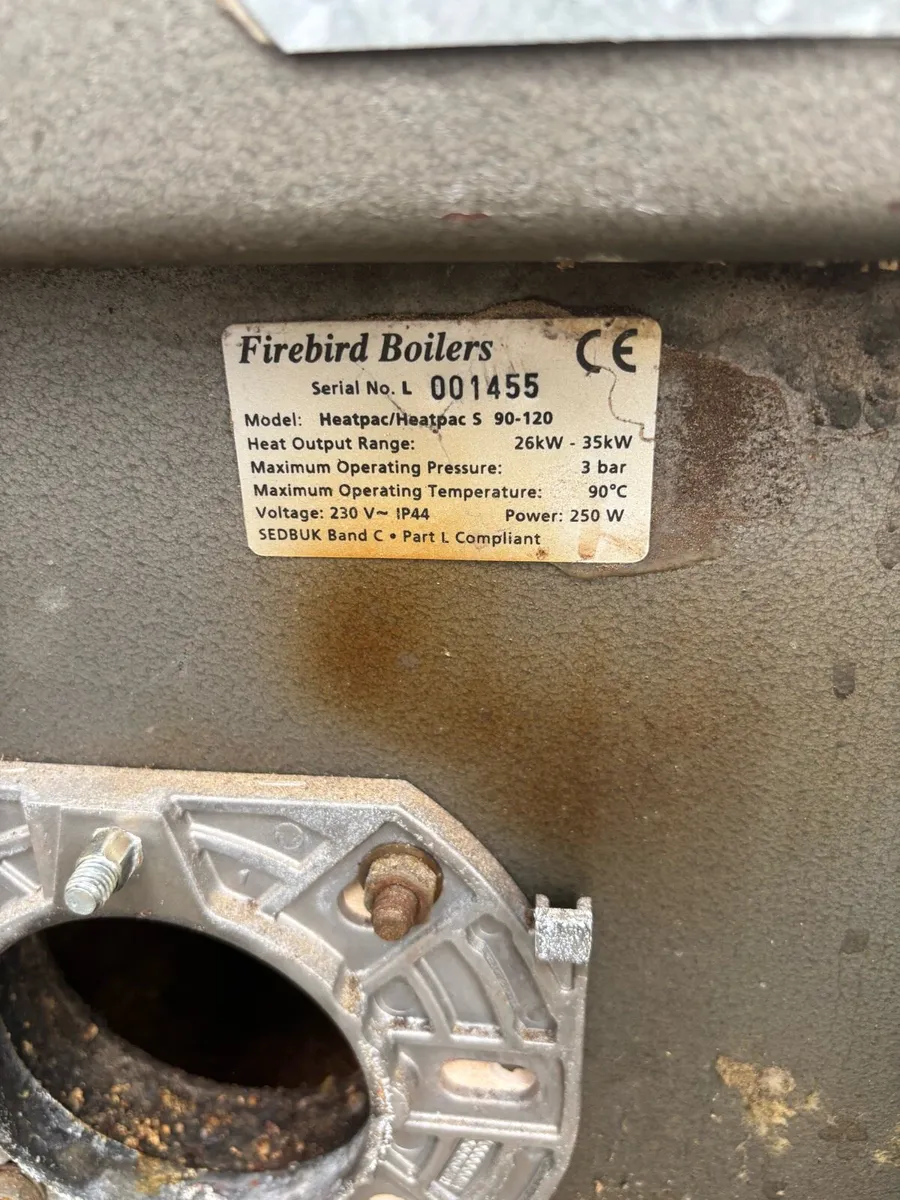 Firebird Boilers CE
Serial No. L 001455
Model: Heatpac/Heatpac S 90-120
Heat Output Range: 26kW - 35kW
Maximum Operating Pressure: 3 bar
Maximum Operating Temperature: 90°C
Voltage: 230 V~ IP44 Power: 250 W
SEDBUK Band C • Part L Compliant